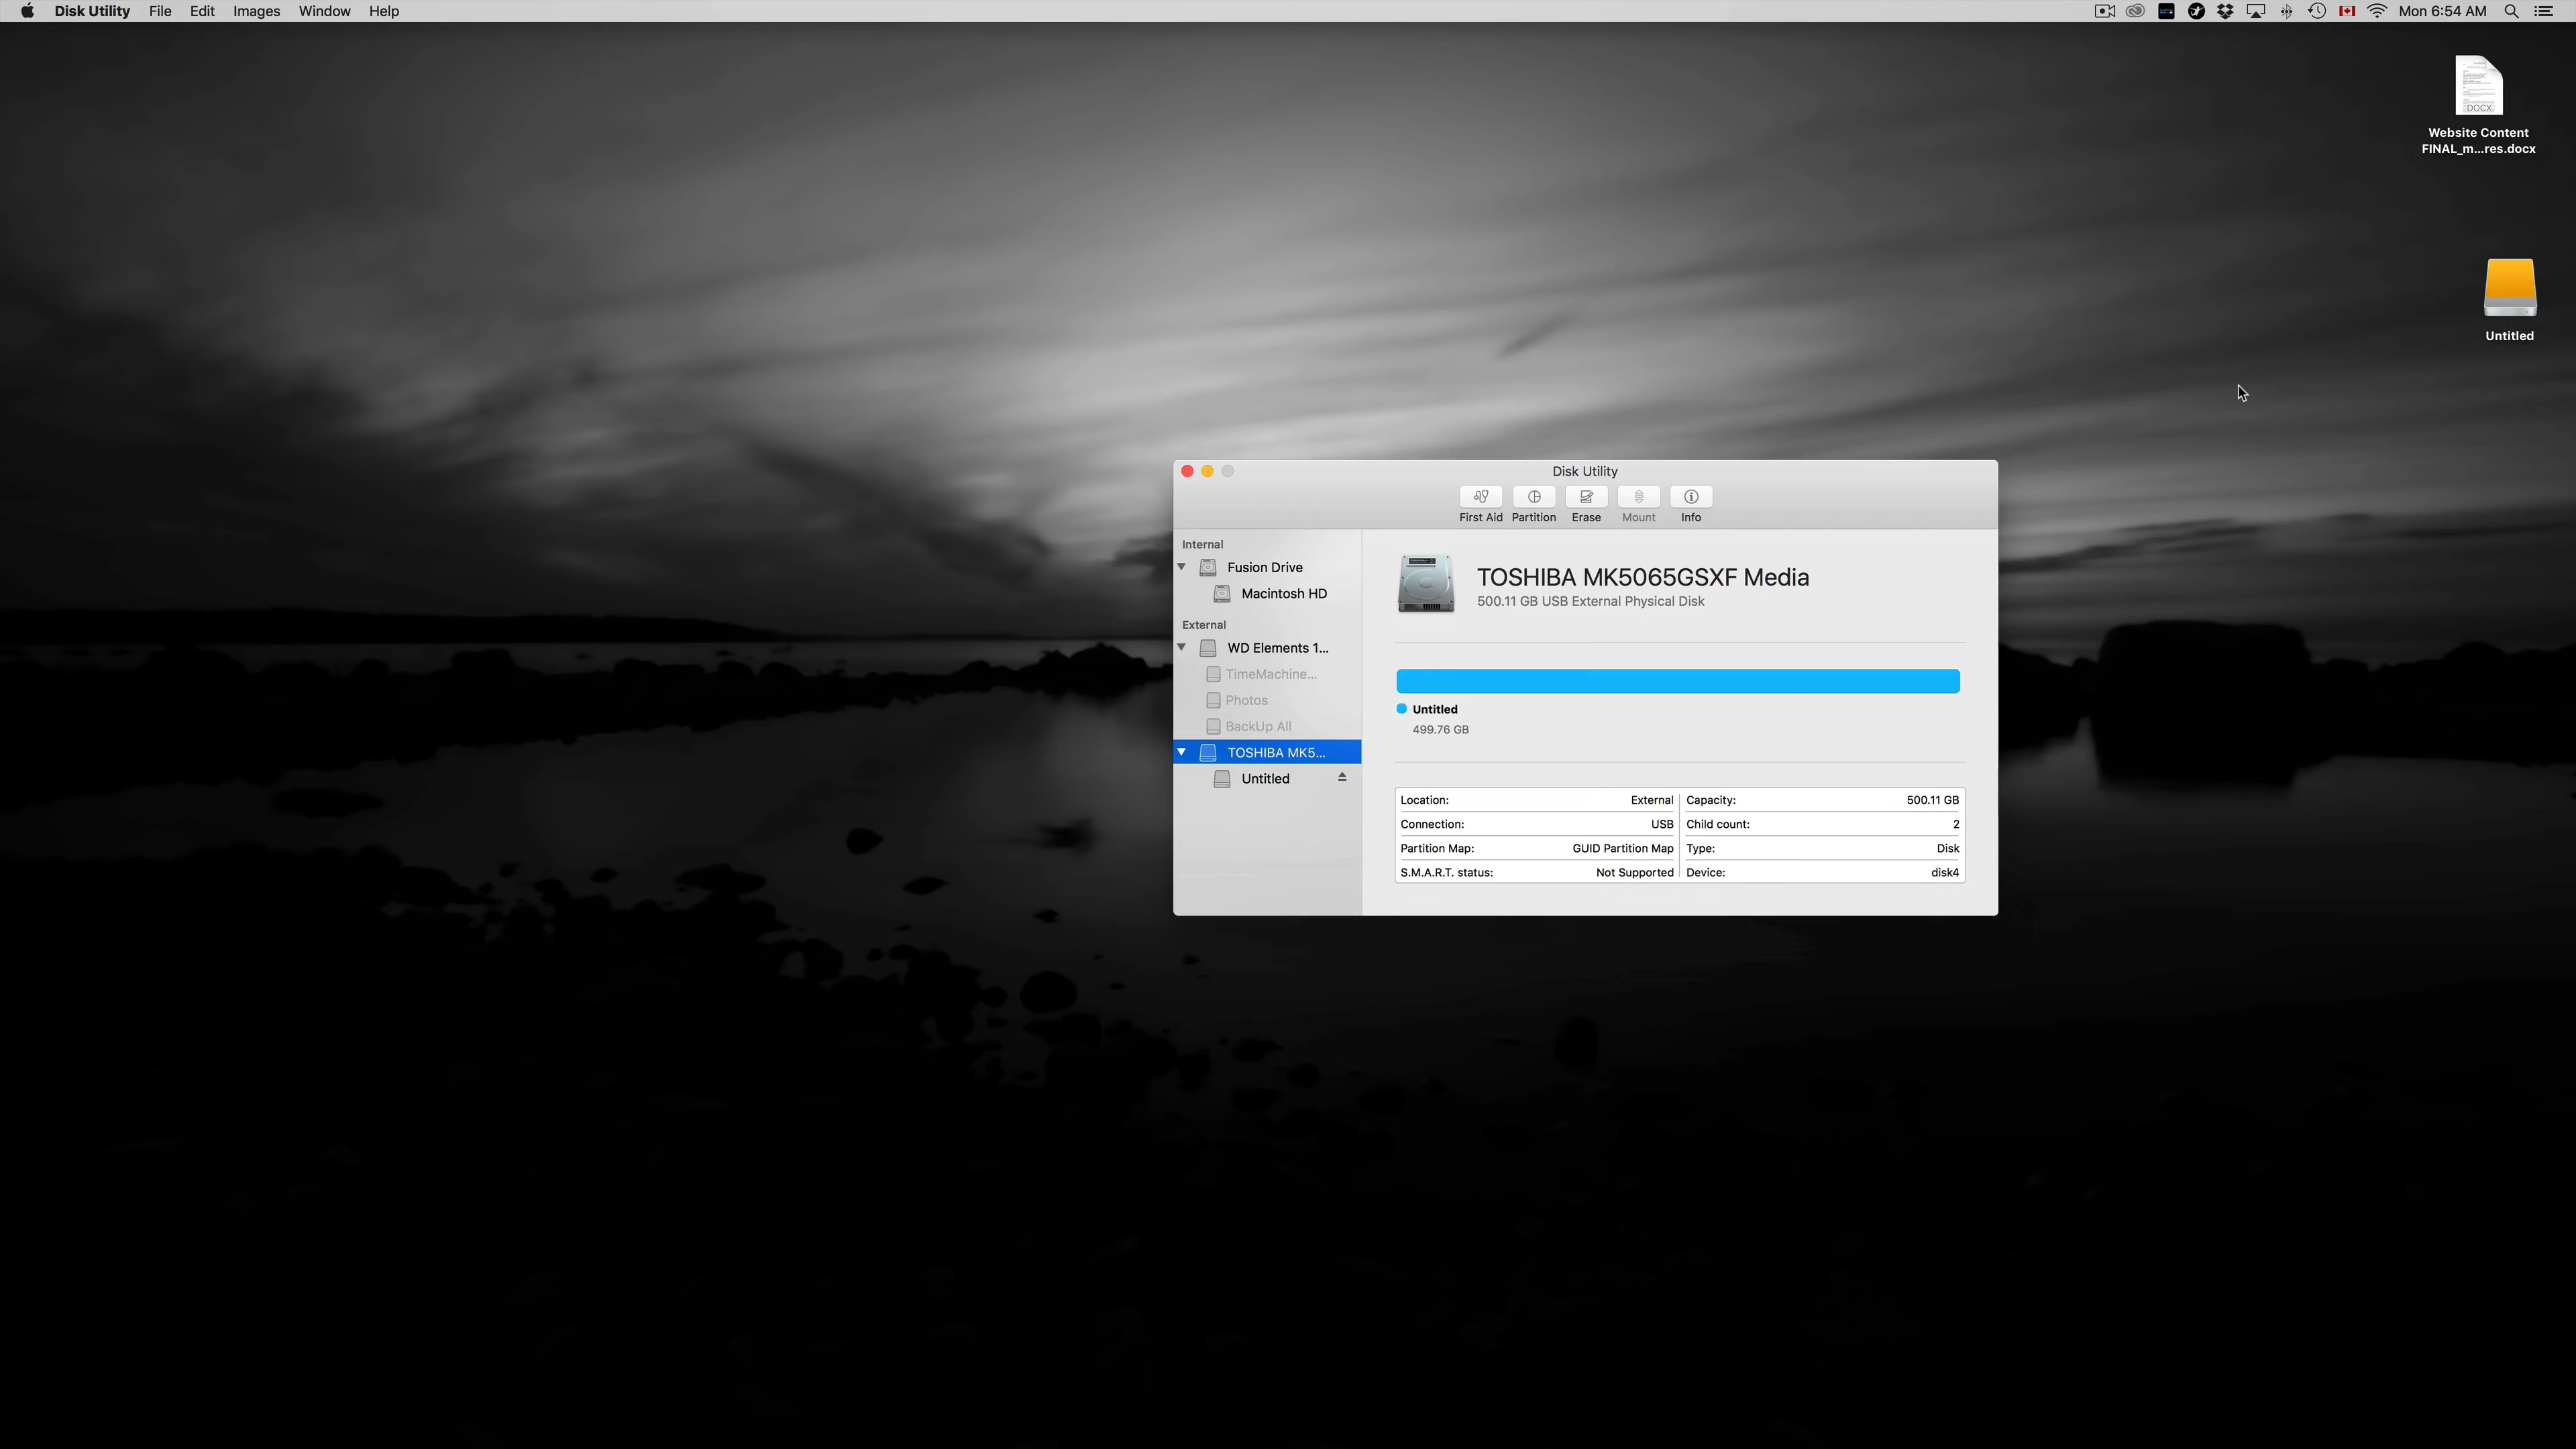 Disk Utility File Edit Images Window Help Mon 6:54 AM
DOCX
Website Content
FINAL_m...res.docx
Untitled
Disk Utility
First Aid Partition Erase Mount Info
Internal
Fusion Drive
Macintosh HD
External
WD Elements 1...
TimeMachine...
Photos
BackUp All
TOSHIBA MK5...
Untitled
TOSHIBA MK5065GSXF Media
500.11 GB USB External Physical Disk
Untitled
499.76 GB
Location: External Capacity: 500.11 GB
Connection: USB Child count: 2
Partition Map: GUID Partition Map Type: Disk
S.M.A.R.T. status: Not Supported Device: disk4